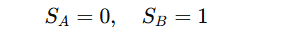 S_A = 0, S_B = 1